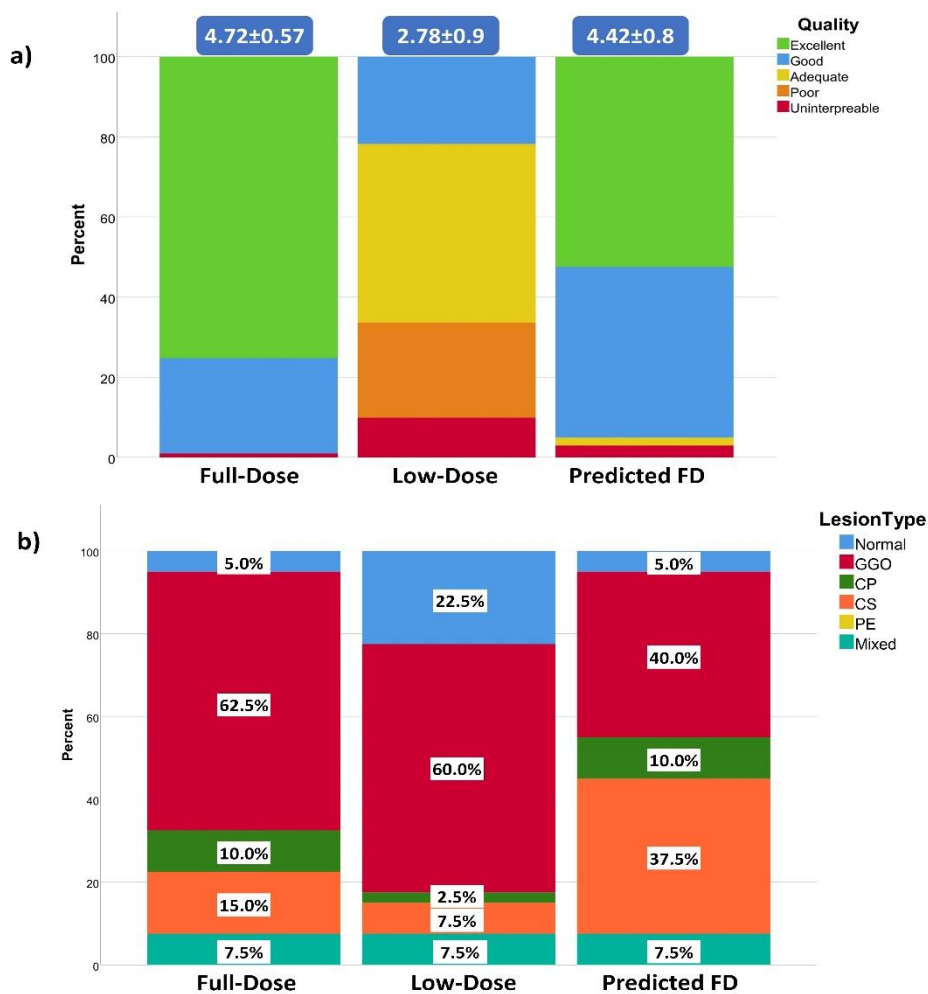 a)
4.72±0.57
2.78±0.9
4.42±0.8
Quality
Excellent
Good
Adequate
Poor
Uninterpreable
Percent
100
80
60
40
20
0
Full-Dose
Low-Dose
Predicted FD
b)
LesionType
Normal
GGO
CP
CS
PE
Mixed
Percent
100
80
60
40
20
0
5.0%
62.5%
10.0%
15.0%
7.5%
22.5%
60.0%
2.5%
7.5%
7.5%
5.0%
40.0%
10.0%
37.5%
7.5%
Full-Dose
Low-Dose
Predicted FD